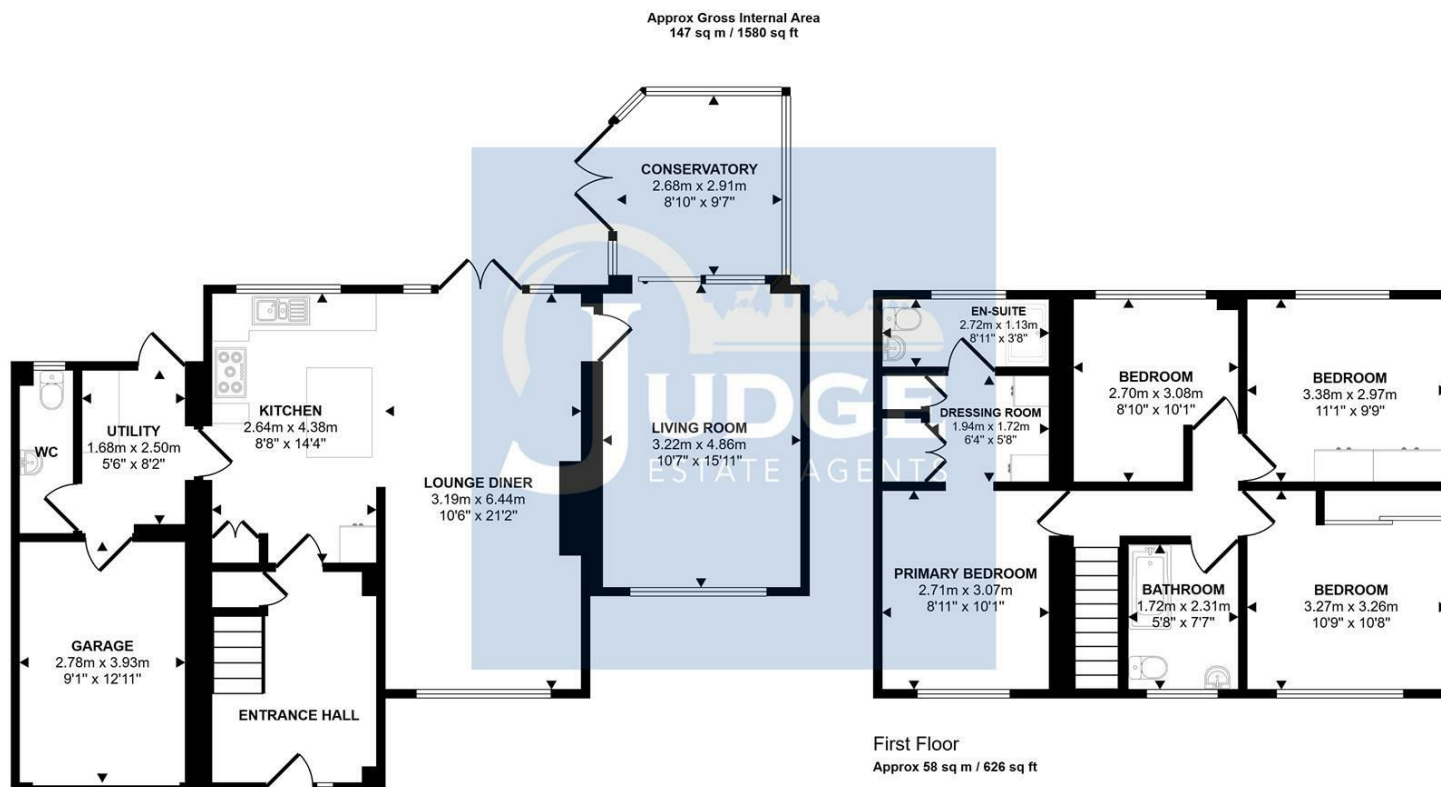 Approx Gross Internal Area
147 sq m / 1580 sq ft
CONSERVATORY
2.68m x 2.91m
8'10" x 9'7"
KITCHEN
2.64m x 4.38m
8'8" x 14'4"
UTILITY
1.68m x 2.50m
5'6" x 8'2"
WC
LOUNGE DINER
3.19m x 6.44m
10'6" x 21'2"
LIVING ROOM
3.22m x 4.86m
10'7" x 15'11"
GARAGE
2.78m x 3.93m
9'1" x 12'11"
ENTRANCE HALL
JUDGE
ESTATE AGENTS
EN-SUITE
2.72m x 1.13m
8'11" x 3'8"
DRESSING ROOM
1.94m x 1.72m
6'4" x 5'8"
BEDROOM
2.70m x 3.08m
8'10" x 10'1"
BEDROOM
3.38m x 2.97m
11'1" x 9'9"
PRIMARY BEDROOM
2.71m x 3.07m
8'11" x 10'1"
BATHROOM
1.72m x 2.31m
5'8" x 7'7"
BEDROOM
3.27m x 3.26m
10'9" x 10'8"
First Floor
Approx 58 sq m / 626 sq ft